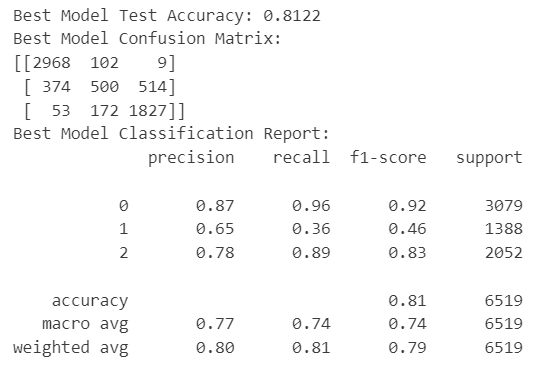 Best Model Test Accuracy: 0.8122
Best Model Confusion Matrix:
[[2968 102 9]
[ 374 500 514]
[ 53 172 1827]]
Best Model Classification Report:
precision recall f1-score support
0 0.87 0.96 0.92 3079
1 0.65 0.36 0.46 1388
2 0.78 0.89 0.83 2052
accuracy 0.81 6519
macro avg 0.77 0.74 0.74 6519
weighted avg 0.80 0.81 0.79 6519